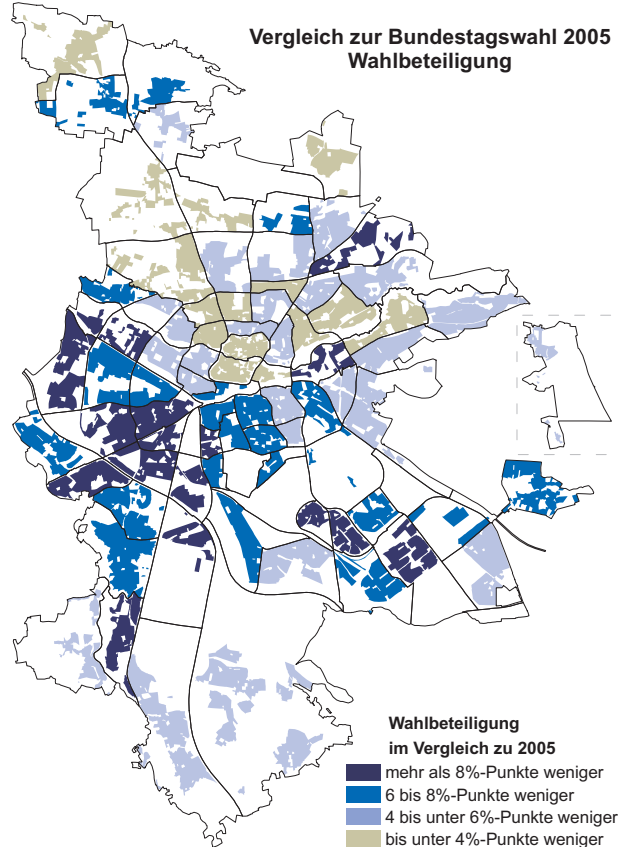 Vergleich zur Bundestagswahl 2005
Wahlbeteiligung
Wahlbeteiligung
im Vergleich zu 2005
mehr als 8%-Punkte weniger
6 bis 8%-Punkte weniger
4 bis unter 6%-Punkte weniger
bis unter 4%-Punkte weniger